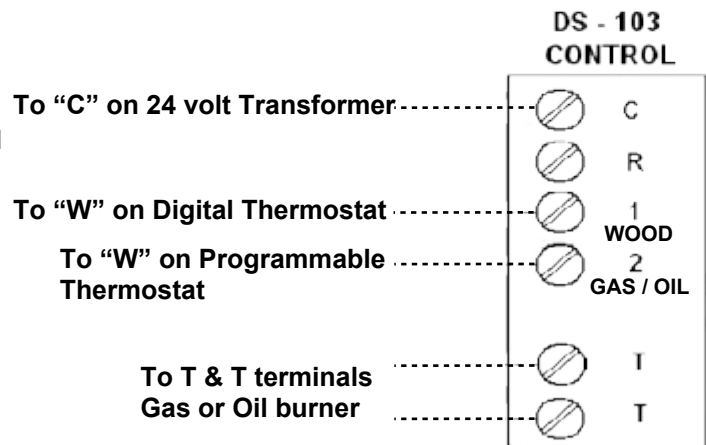 DS - 103
CONTROL
To “C” on 24 volt Transformer
C
R
To “W” on Digital Thermostat
1
WOOD
To “W” on Programmable
Thermostat
2
GAS / OIL
To T & T terminals
Gas or Oil burner
T
T